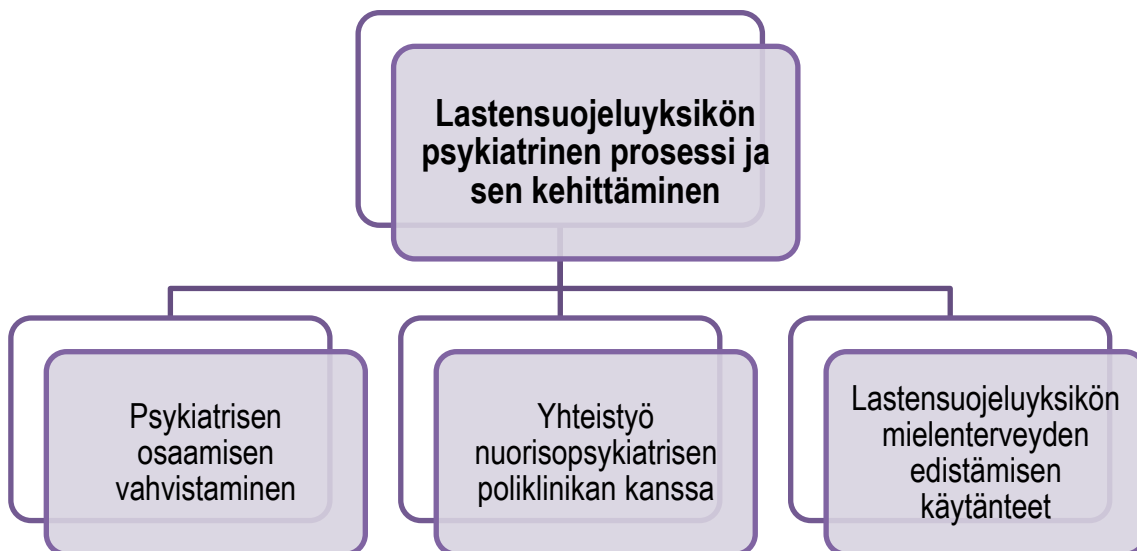 Lastensuojeluyksikön
psykiatrinen prosessi ja
sen kehittäminen
Psykiatrisen
osaamisen
vahvistaminen
Yhteistyö
nuorisopsykiatrisen
poliklinikan kanssa
Lastensuojeluyksikön
mielenterveyden
edistämisen
käytänteet